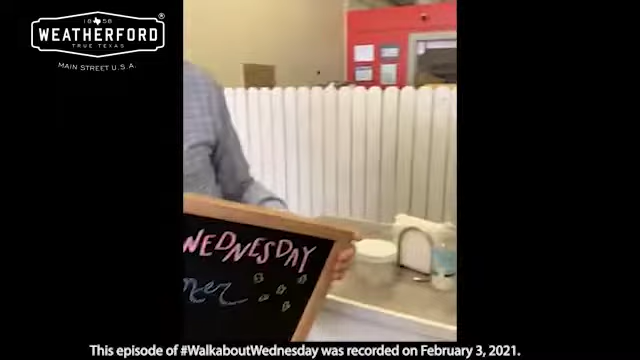 1858
WEATHERFORD®
TRUE TEXAS
MAIN STREET U.S.A.
WEDNESDAY
This episode of #WalkaboutWednesday was recorded on February 3, 2021.